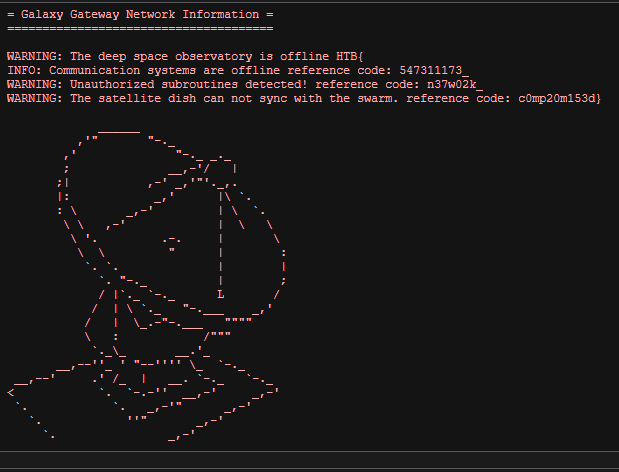 = Galaxy Gateway Network Information =
======================================
WARNING: The deep space observatory is offline HTB{
INFO: Communication systems are offline reference code: 547311173_
WARNING: Unauthorized subroutines detected! reference code: n37w02k_
WARNING: The satellite dish can not sync with the swarm. reference code: c0mp20m153d}